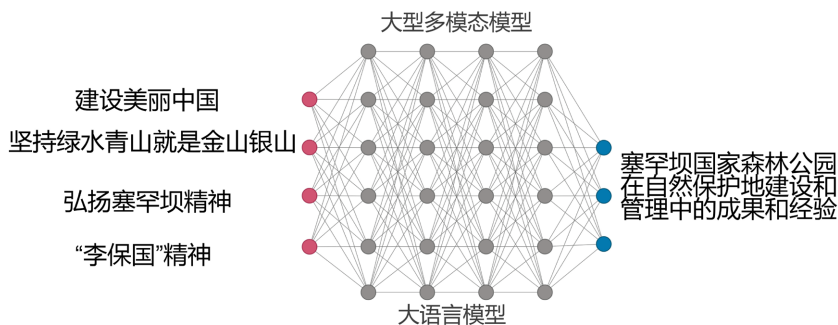 大型多模态模型
建设美丽中国
坚持绿水青山就是金山银山
弘扬塞罕坝精神
“李保国”精神
塞罕坝国家森林公园
在自然保护地建设和
管理中的成果和经验
大语言模型